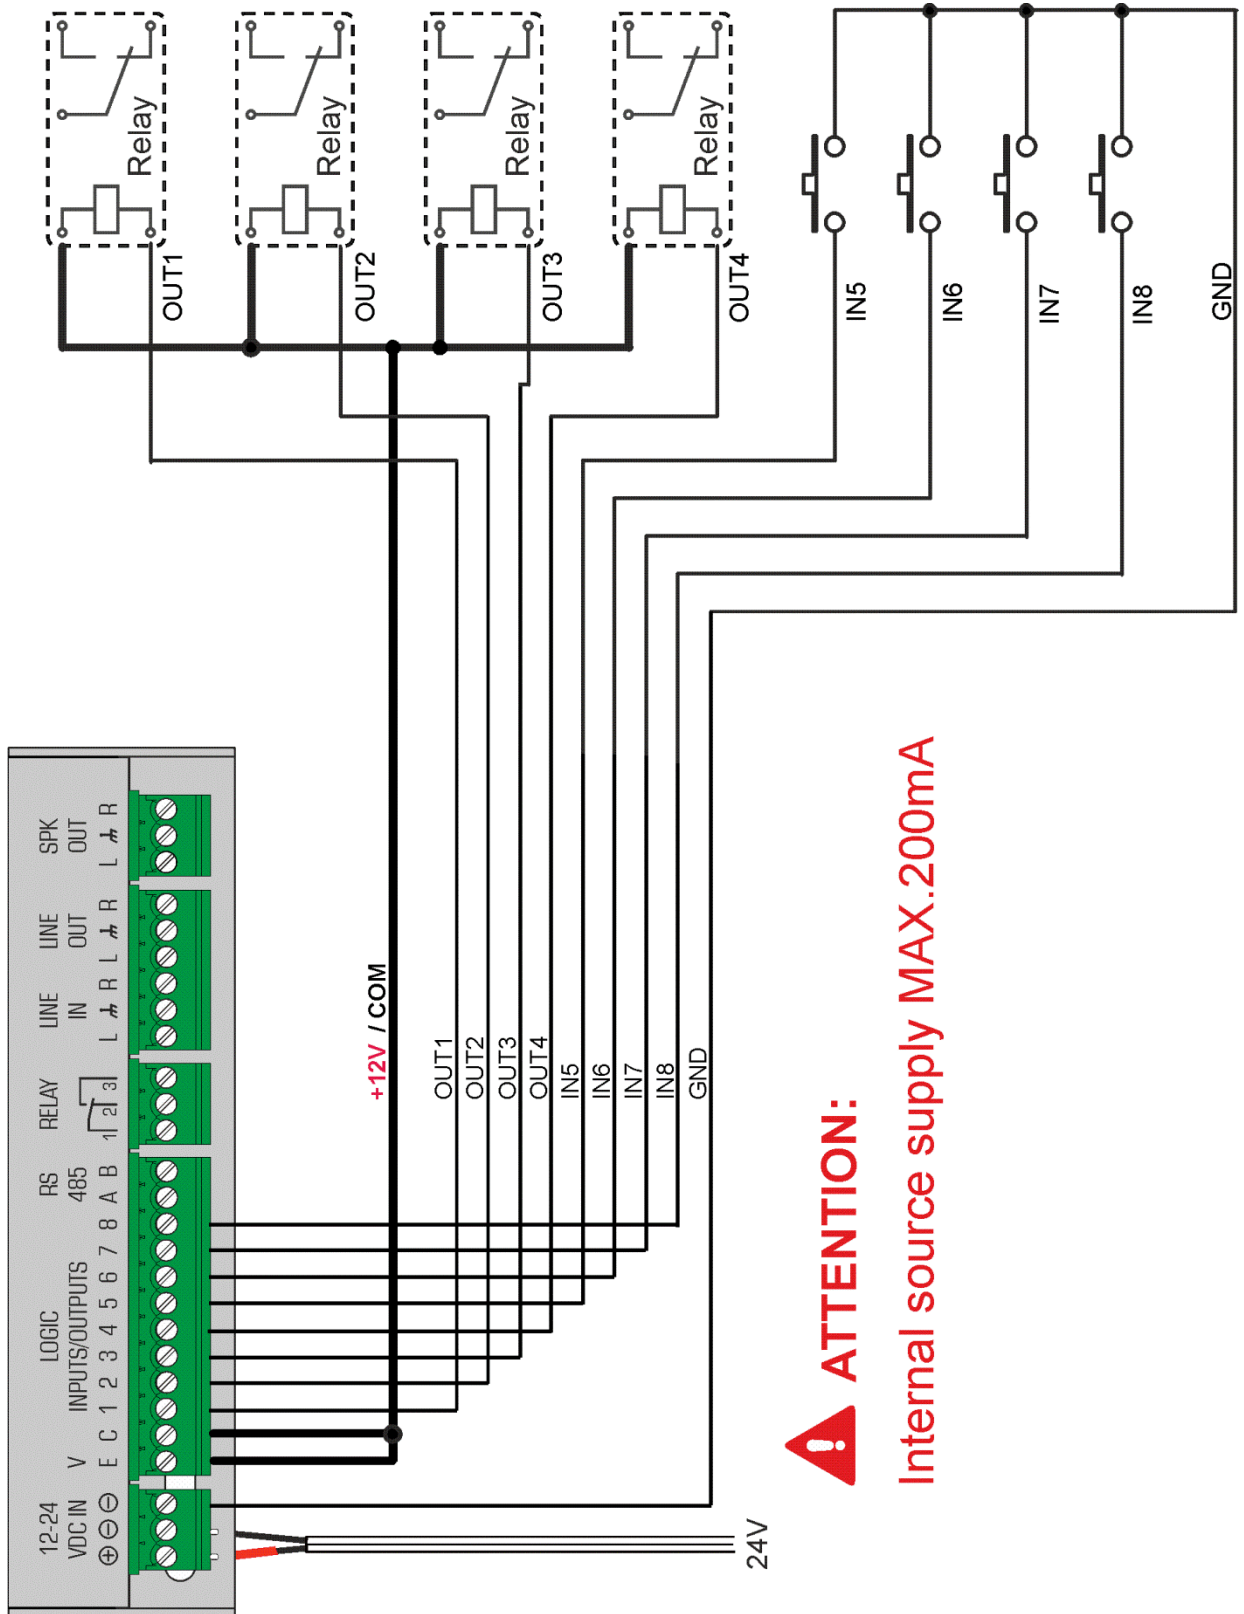 12-24
VDC IN
V
E C
LOGIC
INPUTS/OUTPUTS
1 2 3 4 5 6 7 8
RS
485
A B
RELAY
1 2 3
LINE
IN
L R
LINE
OUT
L R
SPK
OUT
L R
Relay
OUT1
Relay
OUT2
Relay
OUT3
Relay
OUT4
+12V / COM
OUT1
OUT2
OUT3
OUT4
IN5
IN6
IN7
IN8
GND
IN5
IN6
IN7
IN8
GND
24V
ATTENTION:
Internal source supply MAX.200mA